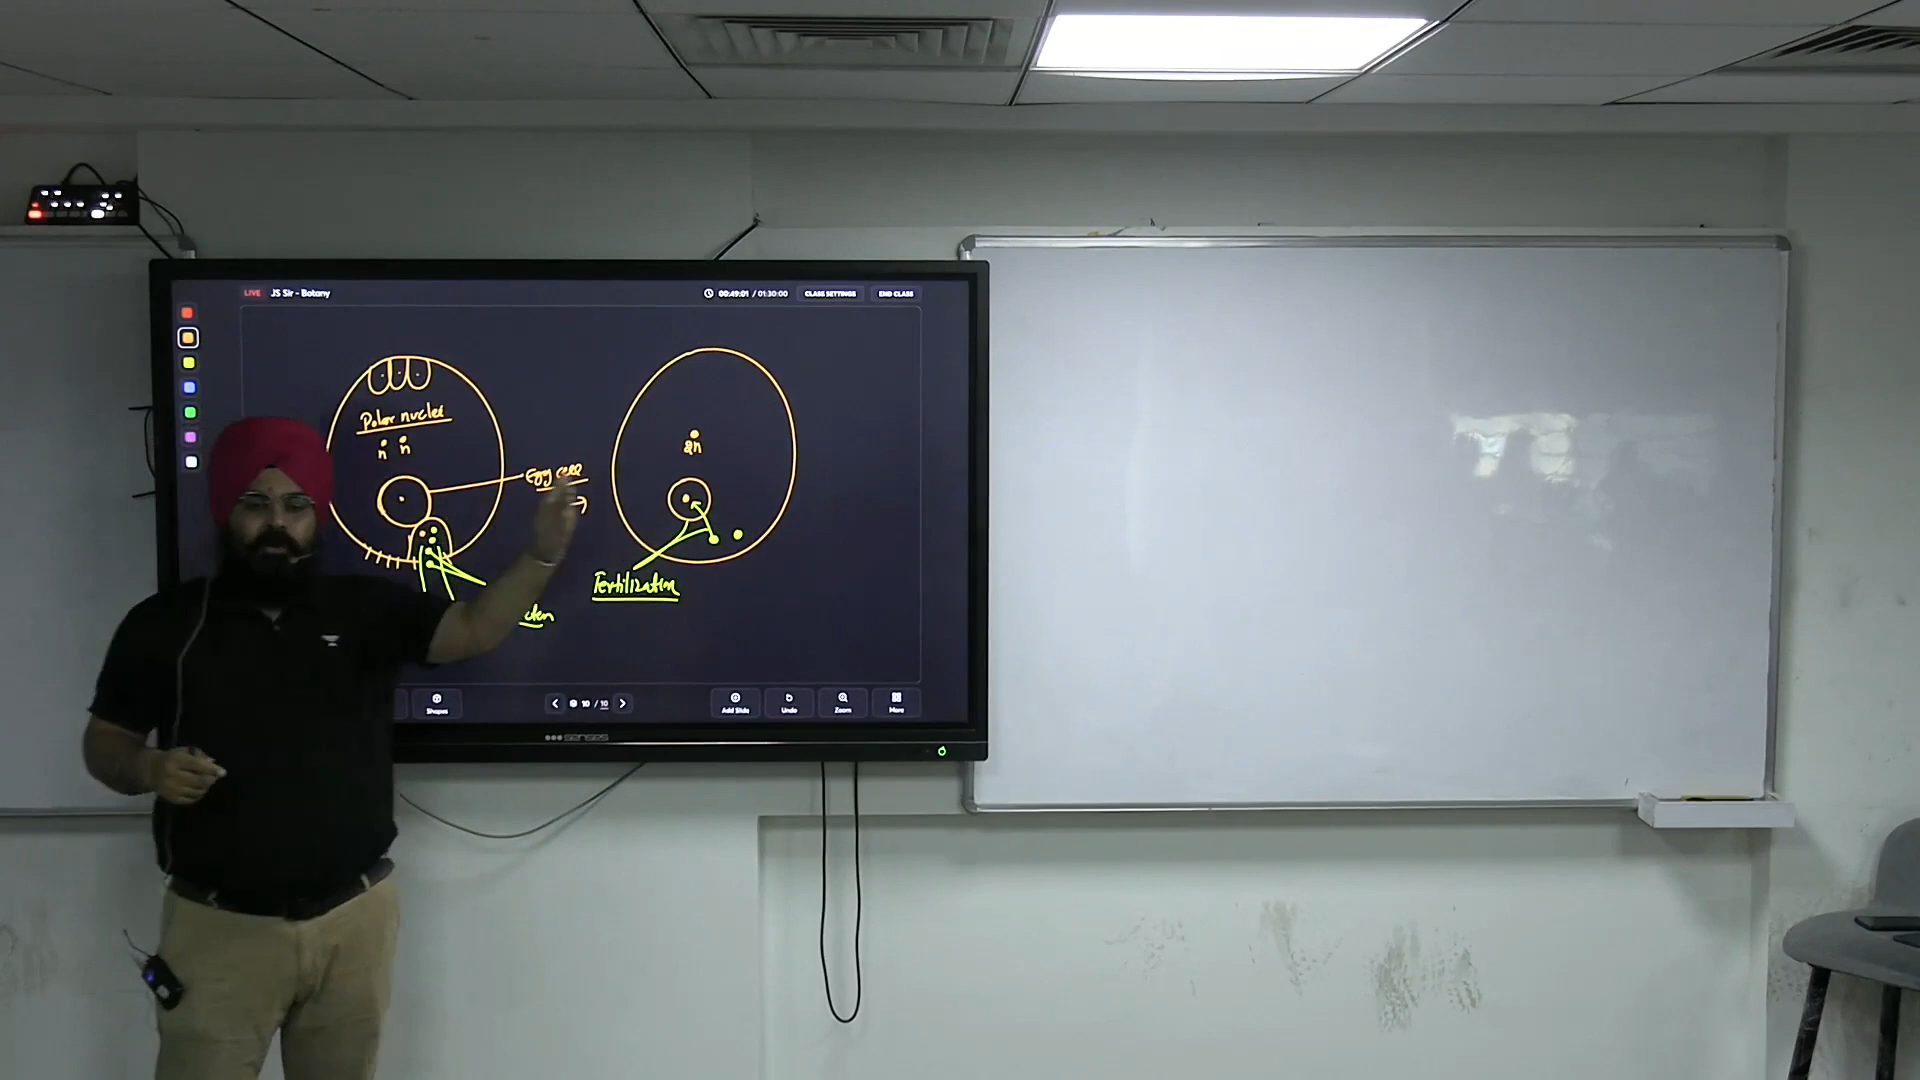 LIVE JS Sir - Botany
00:49:01 / 01:30:00 CLASS SETTINGS END CLASS
Polar nuclei
n n
Egg cell
2n
Fertilization
Shapes
10 / 10
Add Slide Undo Zoom More
senses